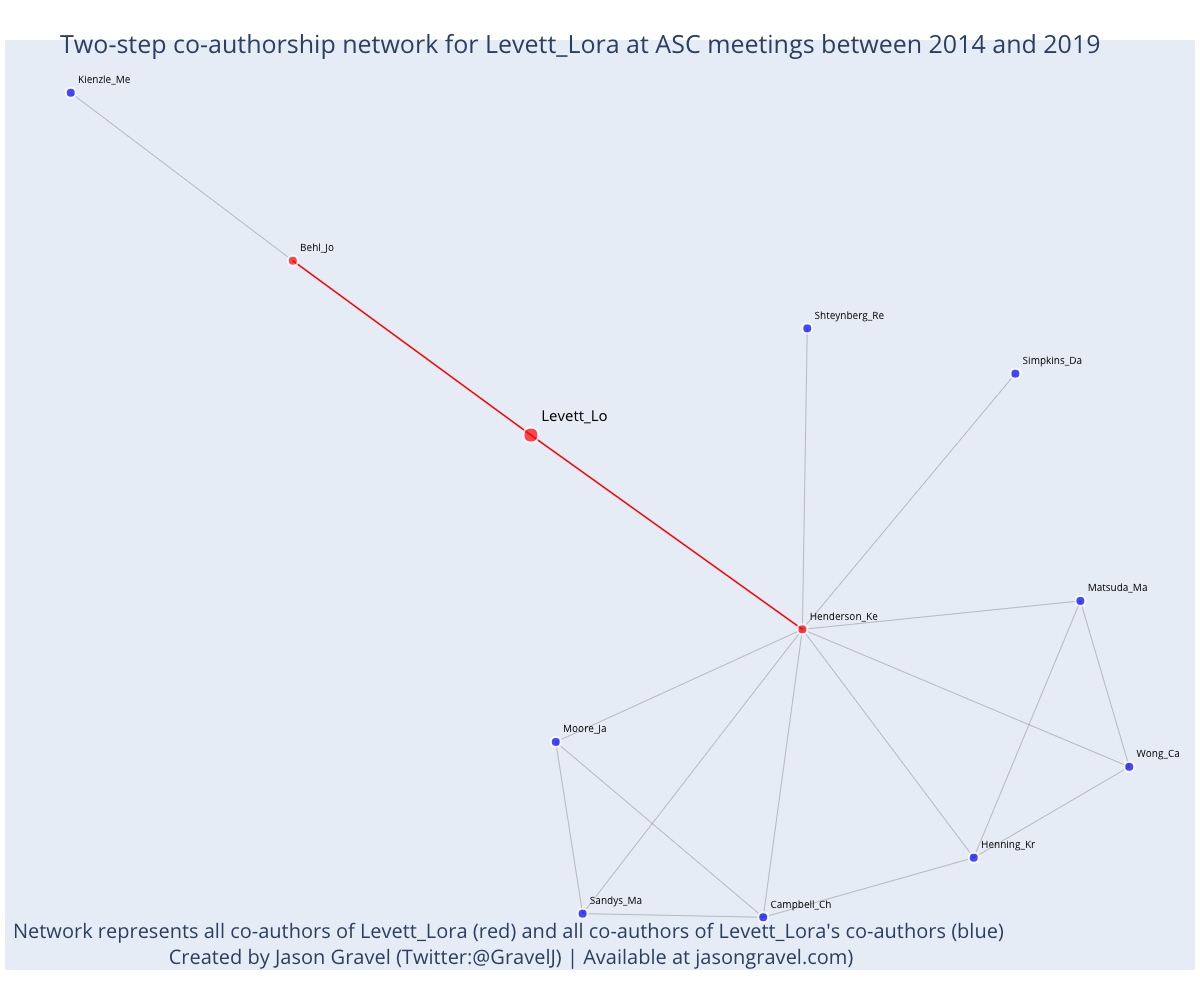 Two-step co-authorship network for Levett_Lora at ASC meetings between 2014 and 2019
Kienzle_Me
Behl_Jo
Shteynberg_Re
Simpkins_Da
Levett_Lo
Matsuda_Ma
Henderson_Ke
Moore_Ja
Wong_Ca
Henning_Kr
Sandys_Ma
Campbell_Ch
Network represents all co-authors of Levett_Lora (red) and all co-authors of Levett_Lora's co-authors (blue)
Created by Jason Gravel (Twitter:@GravelJ) | Available at jasongravel.com)